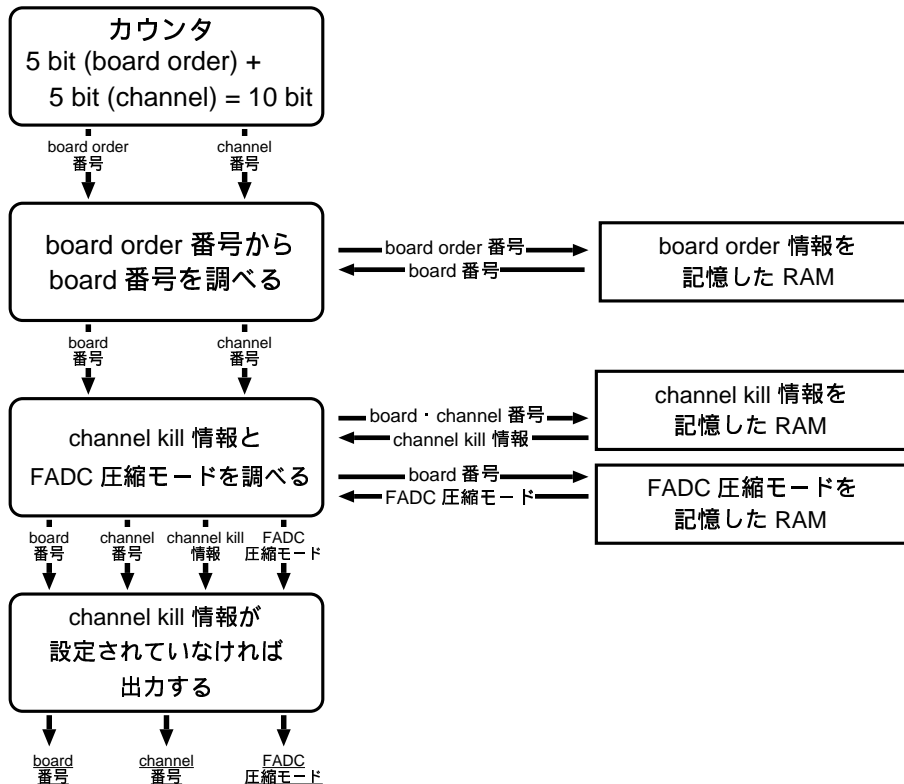 カウンタ
5 bit (board order) +
5 bit (channel) = 10 bit
board order
番号
channel
番号
board order 番号から
board 番号を調べる
board order 番号
board 番号
board order 情報を
記憶した RAM
board
番号
channel
番号
channel kill 情報と
FADC 圧縮モードを調べる
board・channel 番号
channel kill 情報
channel kill 情報を
記憶した RAM
board 番号
FADC 圧縮モード
FADC 圧縮モードを
記憶した RAM
board
番号
channel
番号
channel kill
情報
FADC
圧縮モード
channel kill 情報が
設定されていなければ
出力する
board
番号
channel
番号
FADC
圧縮モード